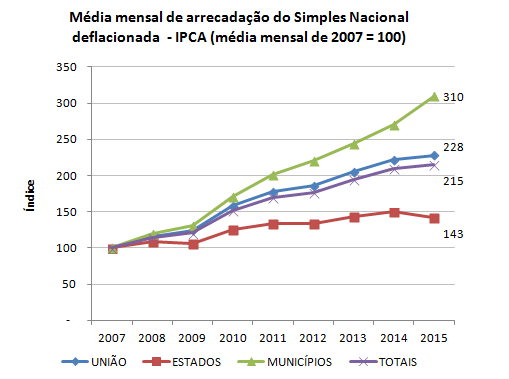 Média mensal de arrecadação do Simples Nacional
deflacionada - IPCA (média mensal de 2007 = 100)
350
300
250
200
150
100
50
-
Índice
310
228
215
143
2007 2008 2009 2010 2011 2012 2013 2014 2015
UNIÃO ESTADOS MUNICÍPIOS TOTAIS